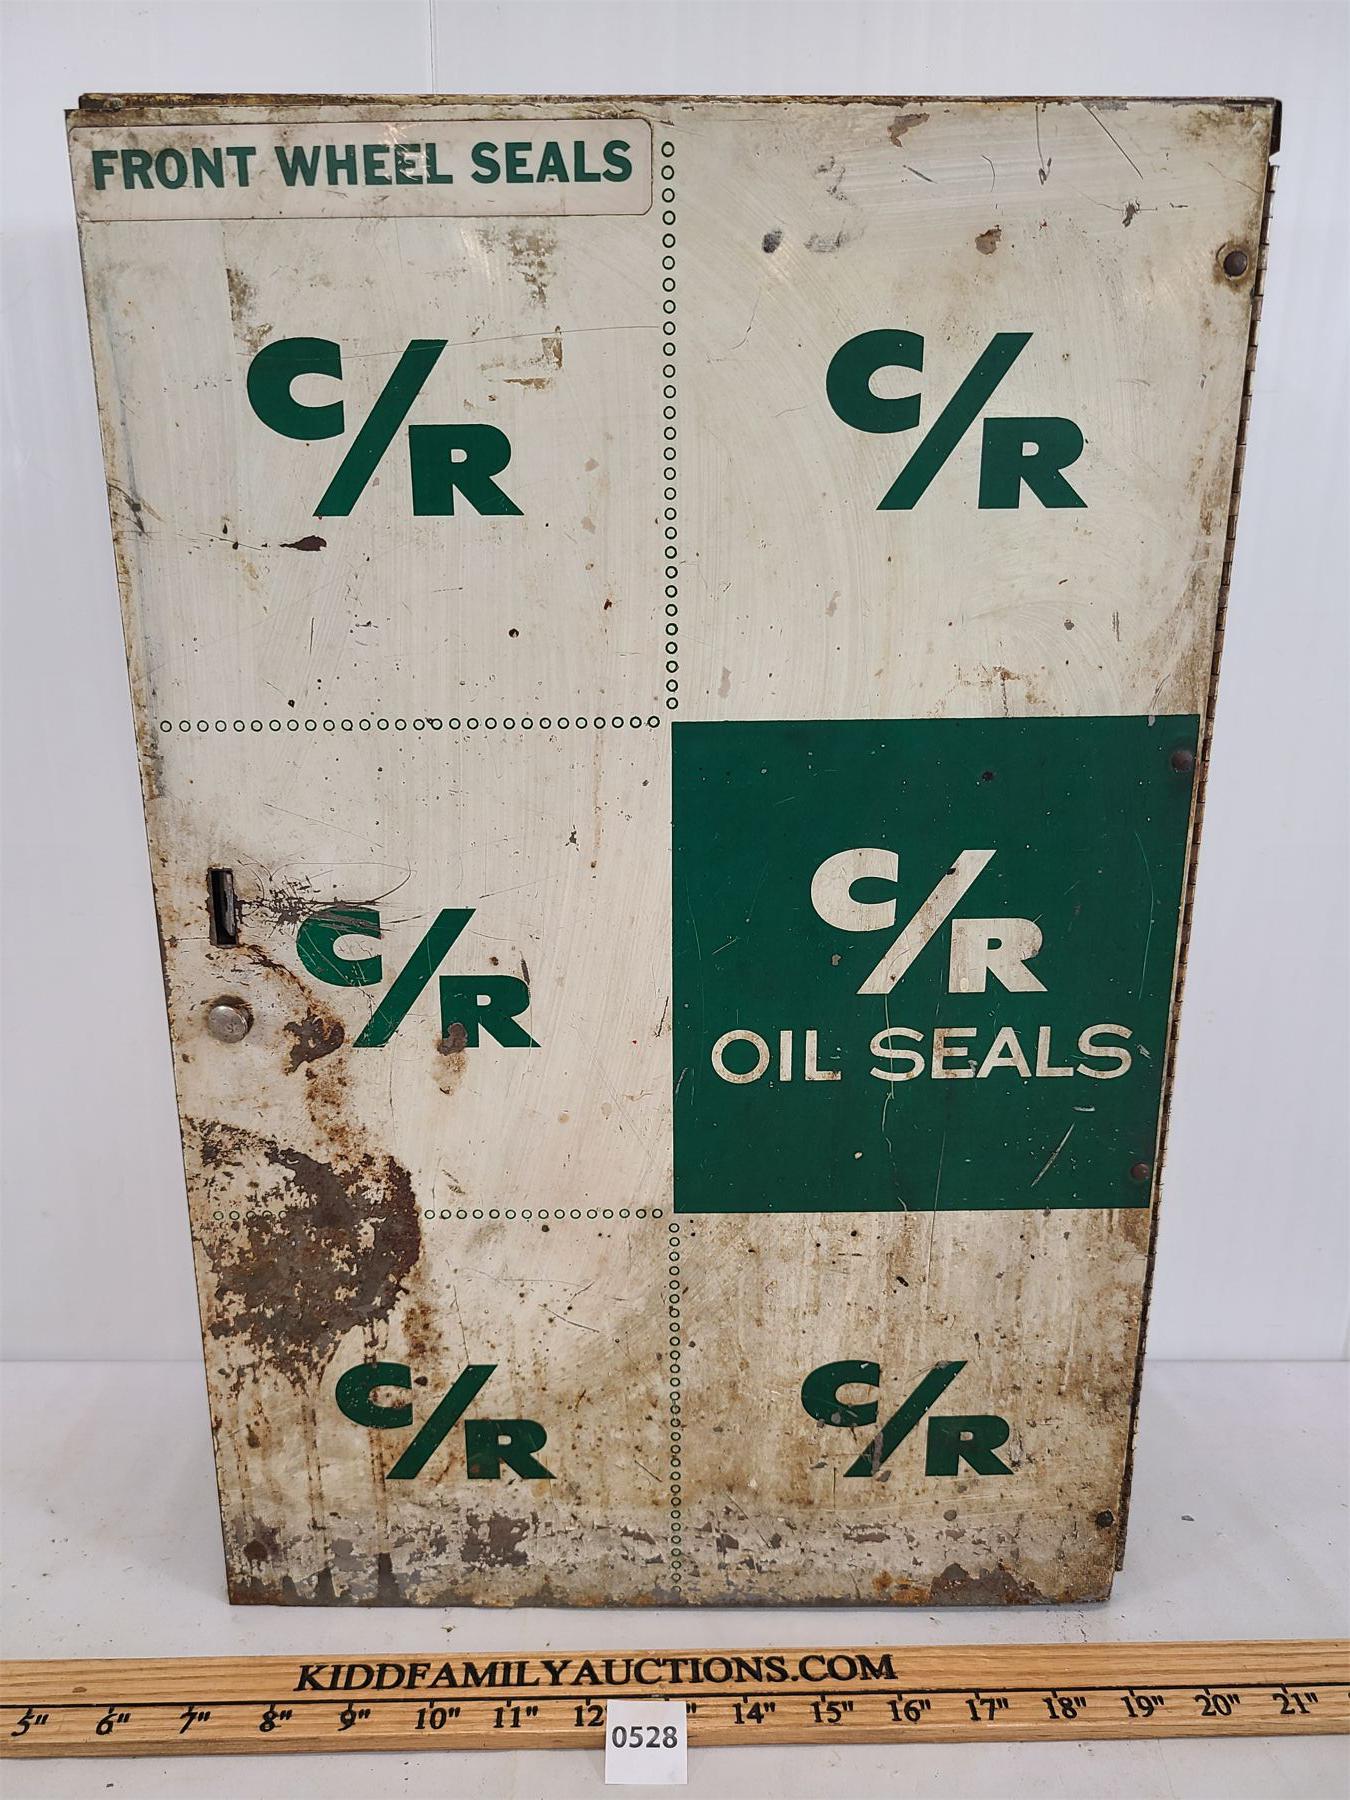 FRONT WHEEL SEALS
3
C/R
C/R
C/R
C/R
OIL SEALS
C/R
C/R
KIDDFAMILYAUCTIONS.COM
5" 6" 7" 8" 9" 10" 11" 12 " 14" 15" 16" 17" 18" 19" 20" 21"
0528